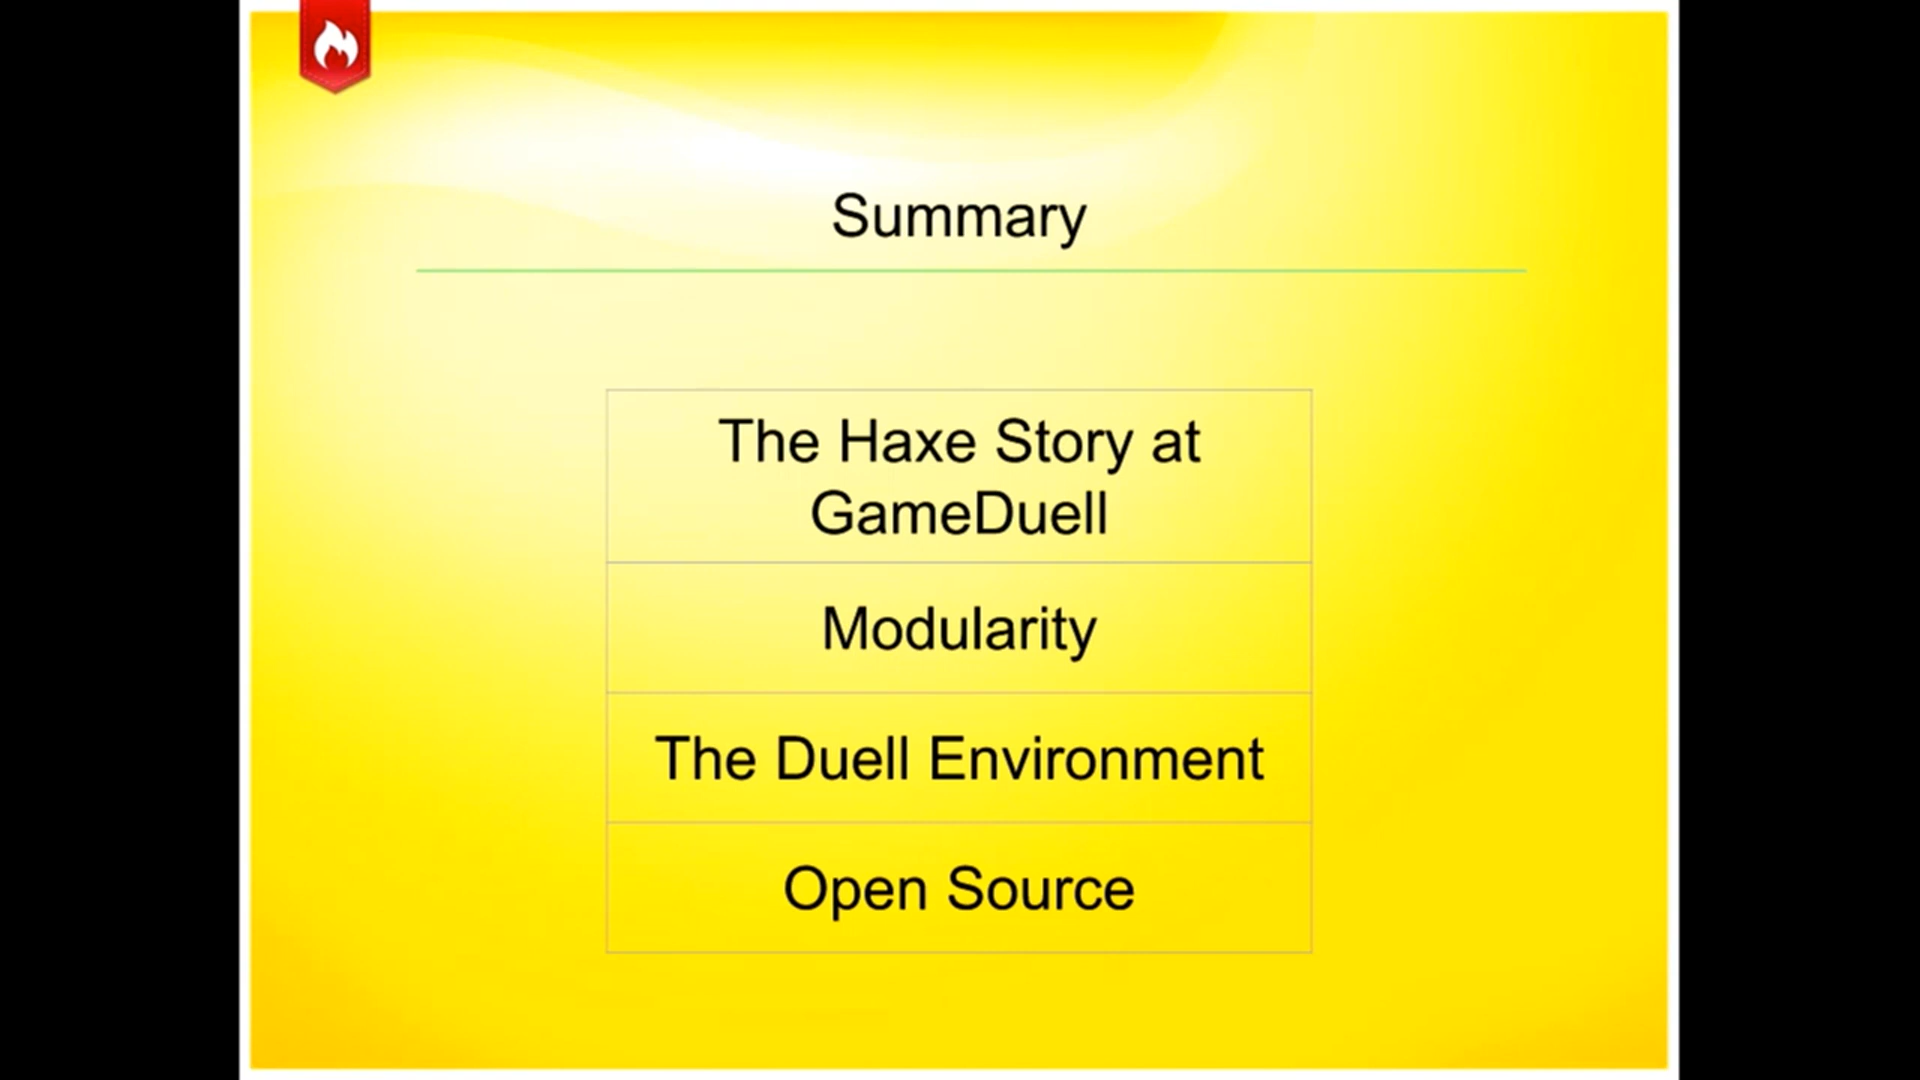 Summary
The Haxe Story at
GameDuell
Modularity
The Duell Environment
Open Source